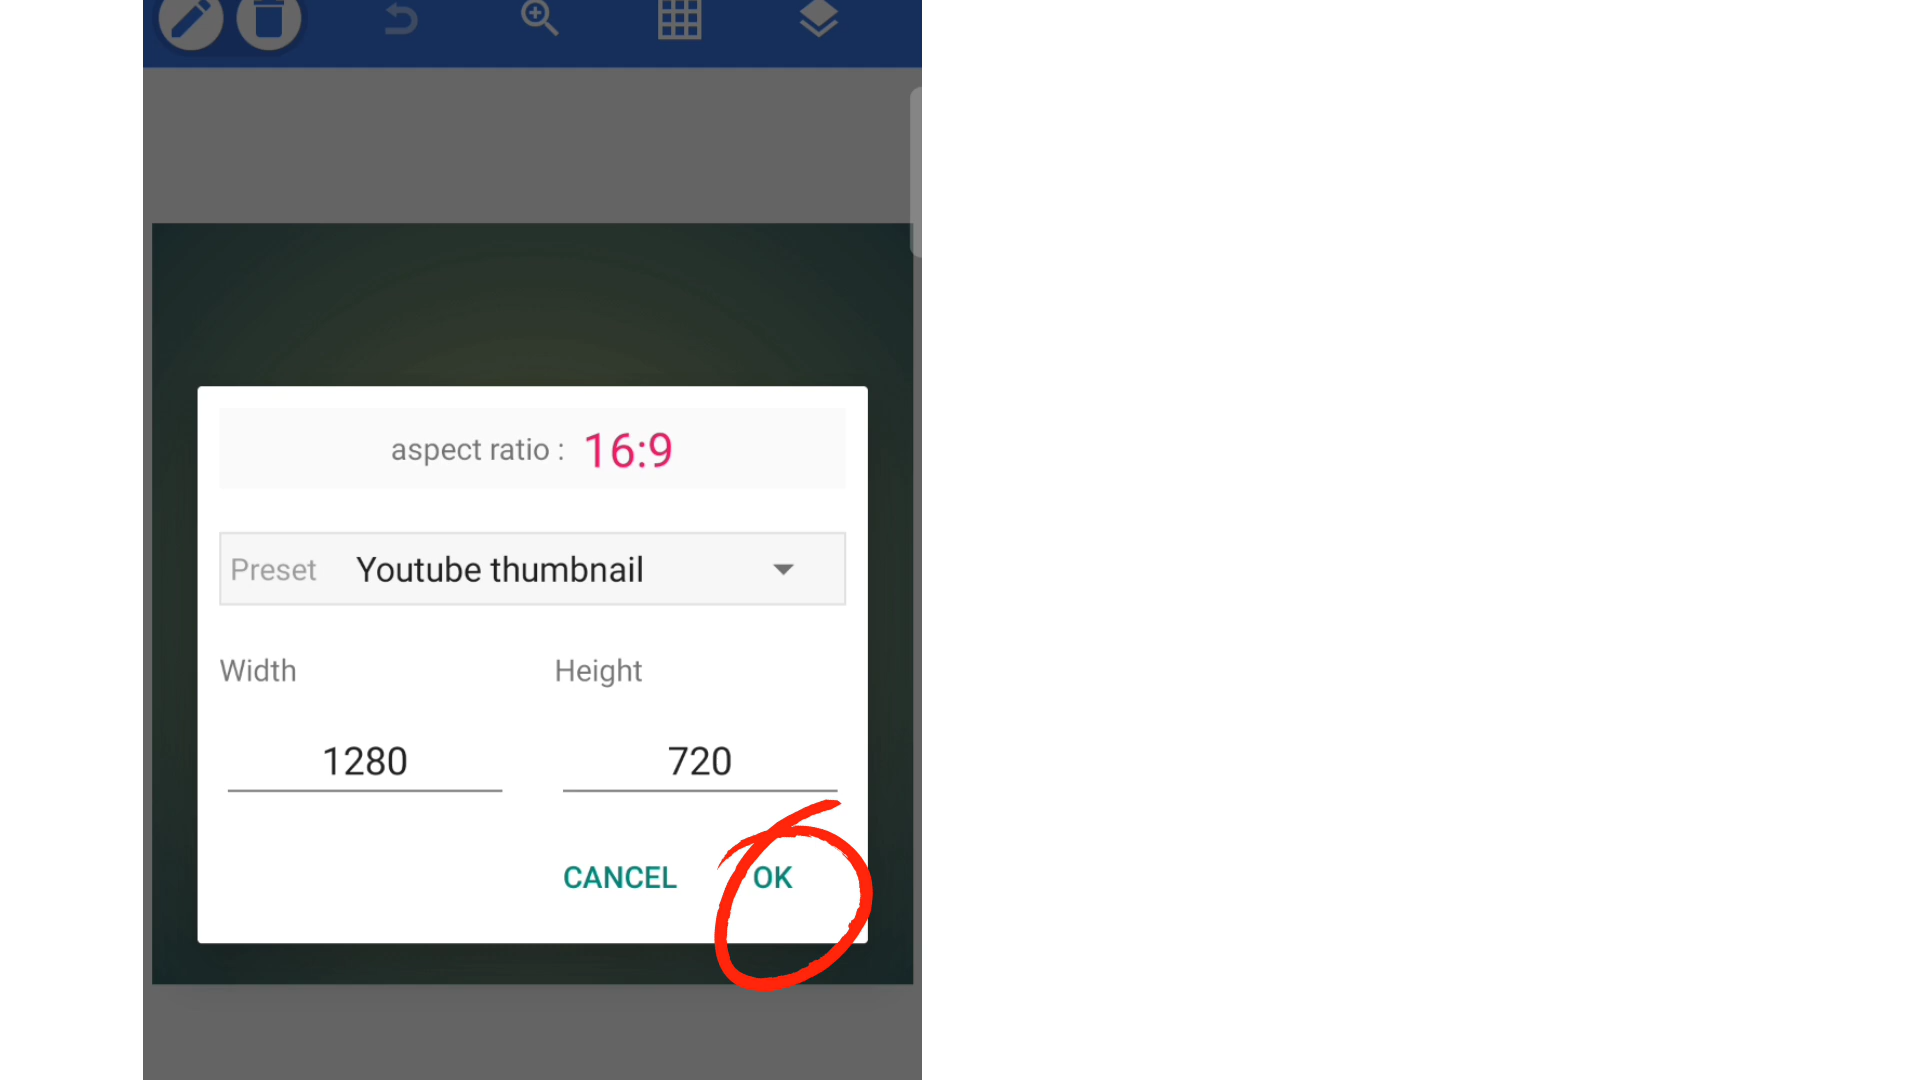 aspect ratio : 16:9
Preset Youtube thumbnail
Width Height
1280 720
CANCEL OK